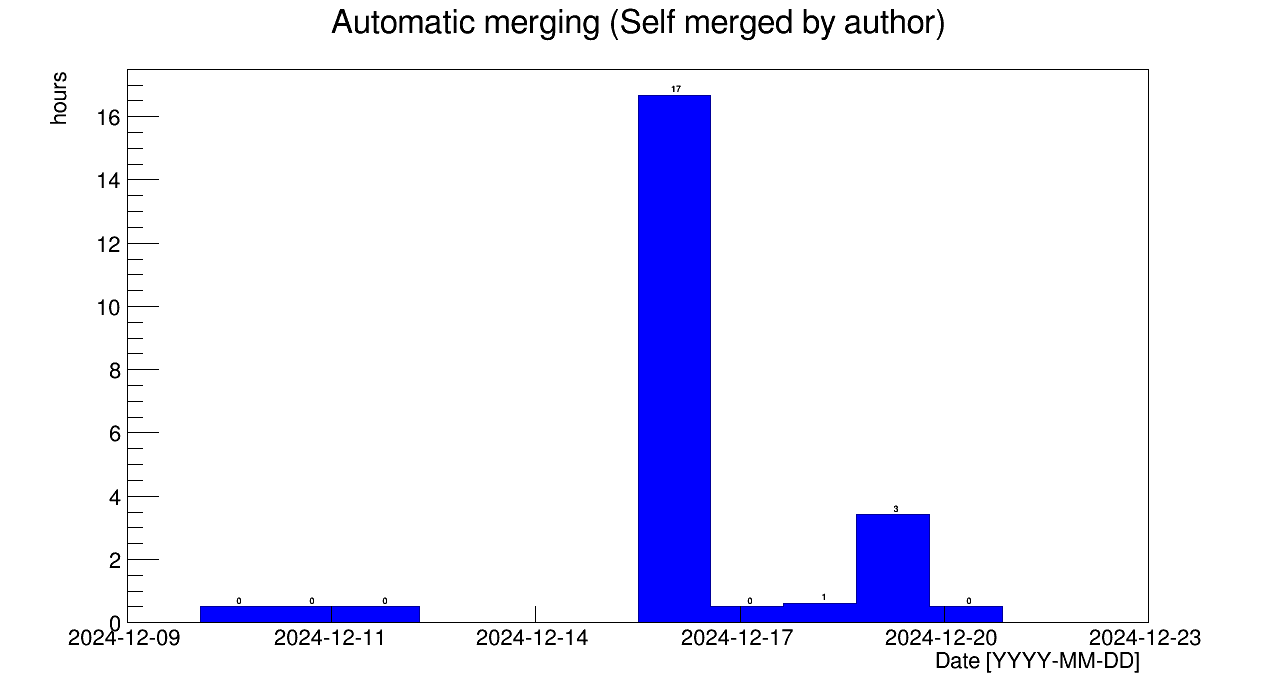 Automatic merging (Self merged by author)
hours
16
14
12
10
8
6
4
2
0
17
3
1
0 0 0 0 0
2024-12-09 2024-12-11 2024-12-14 2024-12-17 2024-12-20 2024-12-23
Date [YYYY-MM-DD]